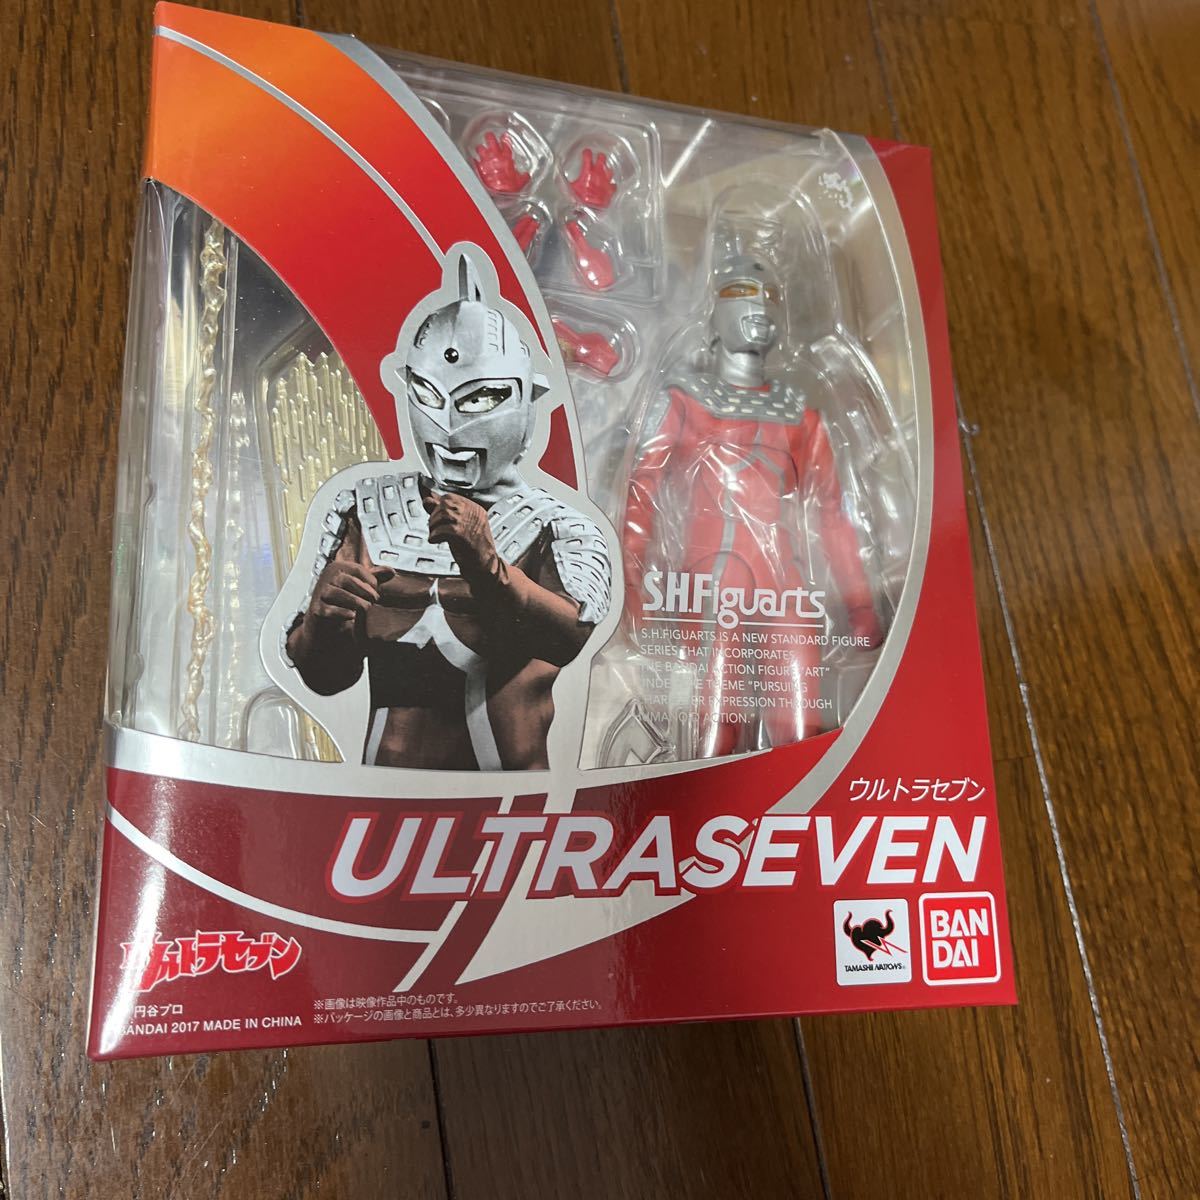 S.H.Figuarts
S.H.FIGUARTS IS A NEW STANDARD FIGURE
SERIES THAT INCORPORATES
THE BANDAI ACTION FIGURE "ART"
UNDER THE THEME "PURSUING
CHARACTER EXPRESSION THROUGH
HUMANOID ACTION."
ウルトラセブン
ULTRASEVEN
TAMASHII NATIONS
BAN
DAI
ウルトラセブン
円谷プロ
BANDAI 2017 MADE IN CHINA
※画像は映像作品中のものです。
※パッケージの画像と商品とは、多少異なりますのでご了承ください。